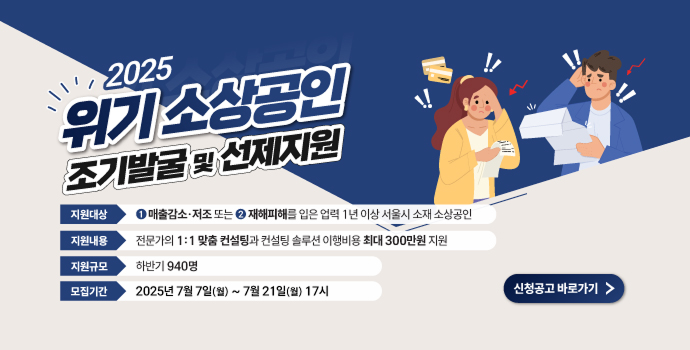 2025
위기 소상공인
조기발굴 및 선제지원
지원대상 ❶ 매출감소·저조 또는 ❷ 재해피해를 입은 업력 1년 이상 서울시 소재 소상공인
지원내용 전문가의 1:1 맞춤 컨설팅과 컨설팅 솔루션 이행비용 최대 300만원 지원
지원규모 하반기 940명
모집기간 2025년 7월 7일(월) ~ 7월 21일(월) 17시
신청공고 바로가기 >